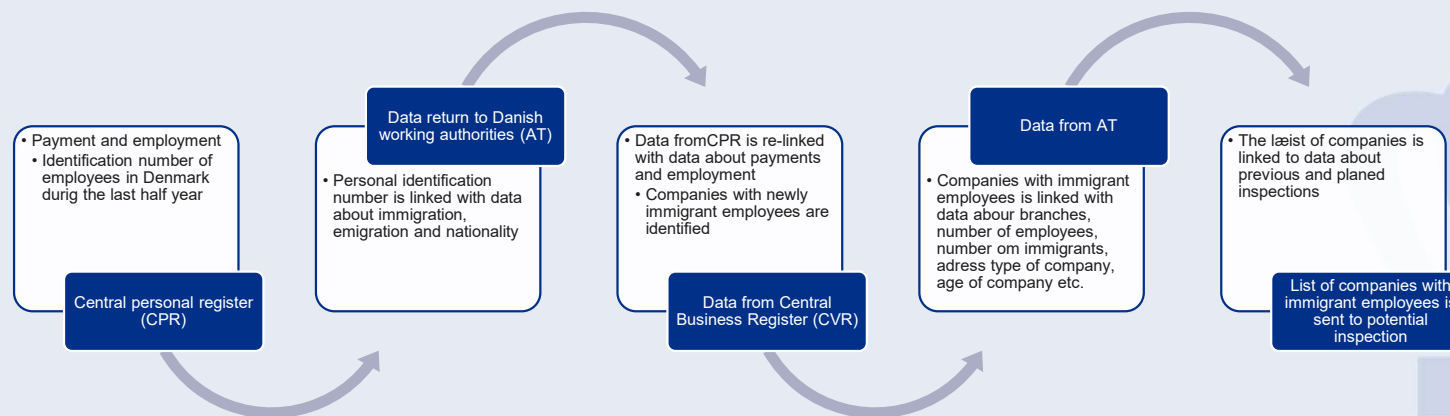 • Payment and employment
• Identification number of
employees in Denmark
durig the last half year
Central personal register
(CPR)
Data return to Danish
working authorities (AT)
• Personal identification
number is linked with data
about immigration,
emigration and nationality
• Data fromCPR is re-linked
with data about payments
and employment
• Companies with newly
immigrant employees are
identified
Data from Central
Business Register (CVR)
Data from AT
• Companies with immigrant
employees is linked with
data abour branches,
number of employees,
number om immigrants,
adress type of company,
age of company etc.
• The læist of companies is
linked to data about
previous and planed
inspections
List of companies with
immigrant employees is
sent to potential
inspection